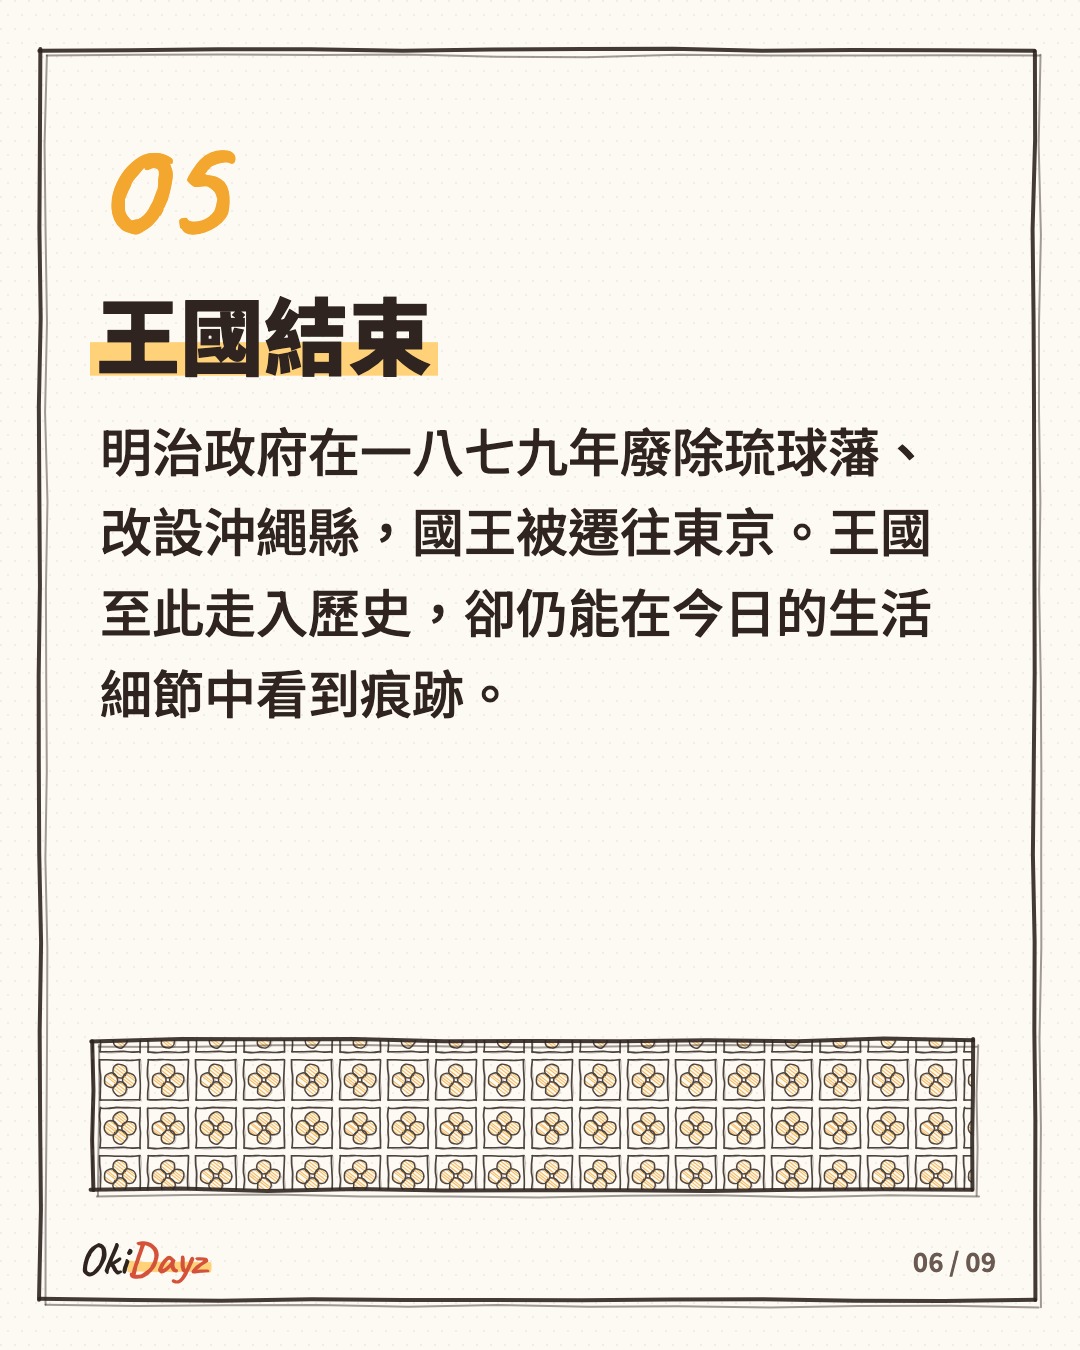 05
王國結束
明治政府在一八七九年廢除琉球藩、
改設沖繩縣，國王被遷往東京。王國
至此走入歷史，卻仍能在今日的生活
細節中看到痕跡。
OkiDayz
06 / 09